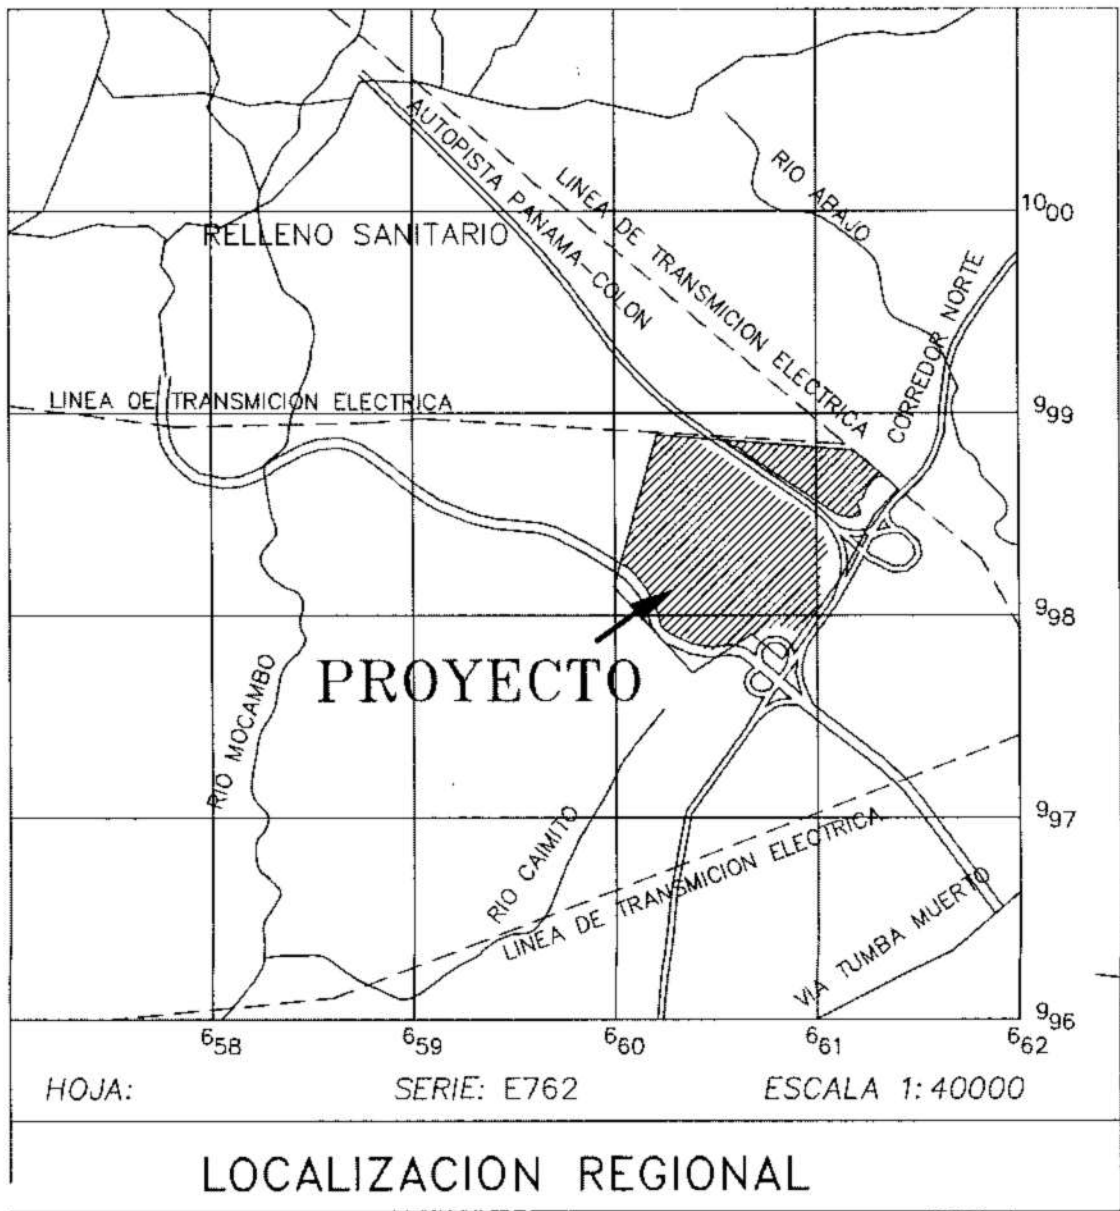 AUTOPISTA PANAMA-COLON
LINEA DE TRANSMICION ELECTRICA
RIO ABAJO
1000
RELLENO SANITARIO
CORREDOR NORTE
LINEA DE TRANSMICION ELECTRICA
999
998
PROYECTO
RIO MOCAMBO
RIO CAIMITO
LINEA DE TRANSMICION ELECTRICA
997
VIA TUMBA MUERTO
996
658 659 660 661 662
HOJA: SERIE: E762 ESCALA 1:40000
LOCALIZACION REGIONAL